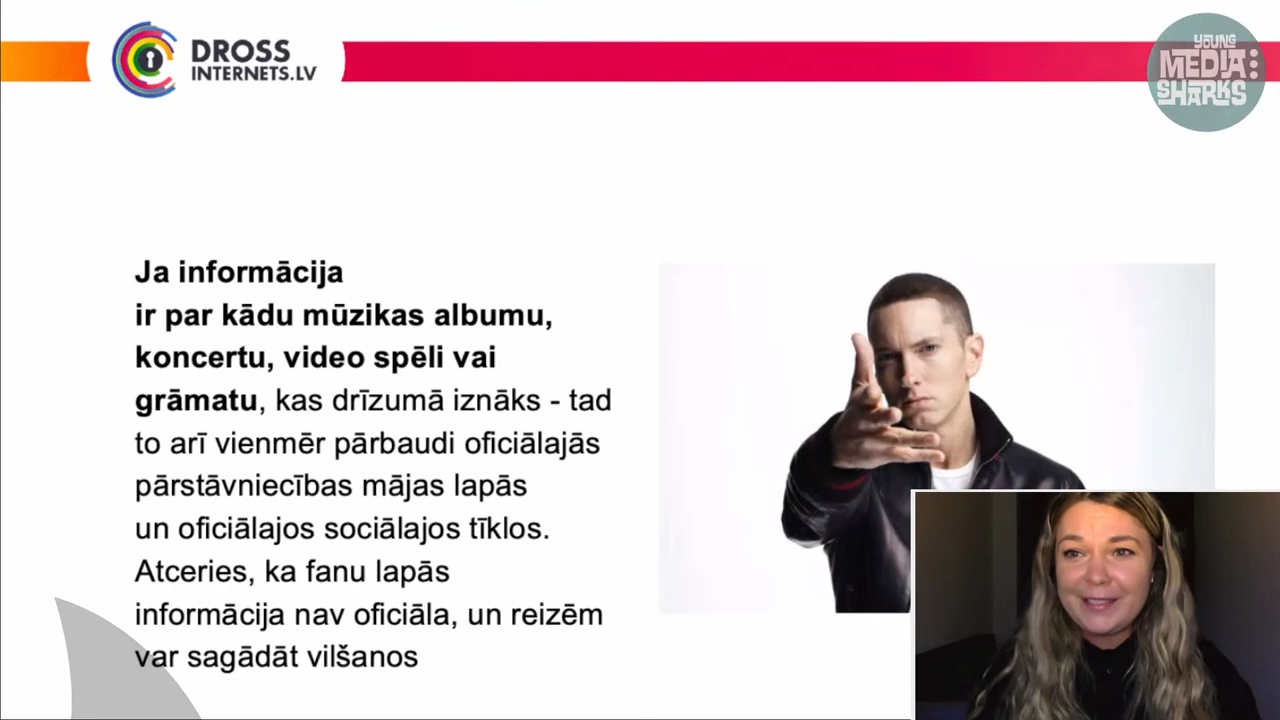 DROSS
INTERNETS.LV
YOUNG
MEDIA:
SHARKS
Ja informācija
ir par kādu mūzikas albumu,
koncertu, video spēli vai
grāmatu, kas drīzumā iznāks - tad
to arī vienmēr pārbaudi oficiālajās
pārstāvniecības mājas lapās
un oficiālajos sociālajos tīklos.
Atceries, ka fanu lapās
informācija nav oficiāla, un reizēm
var sagādāt vilšanos